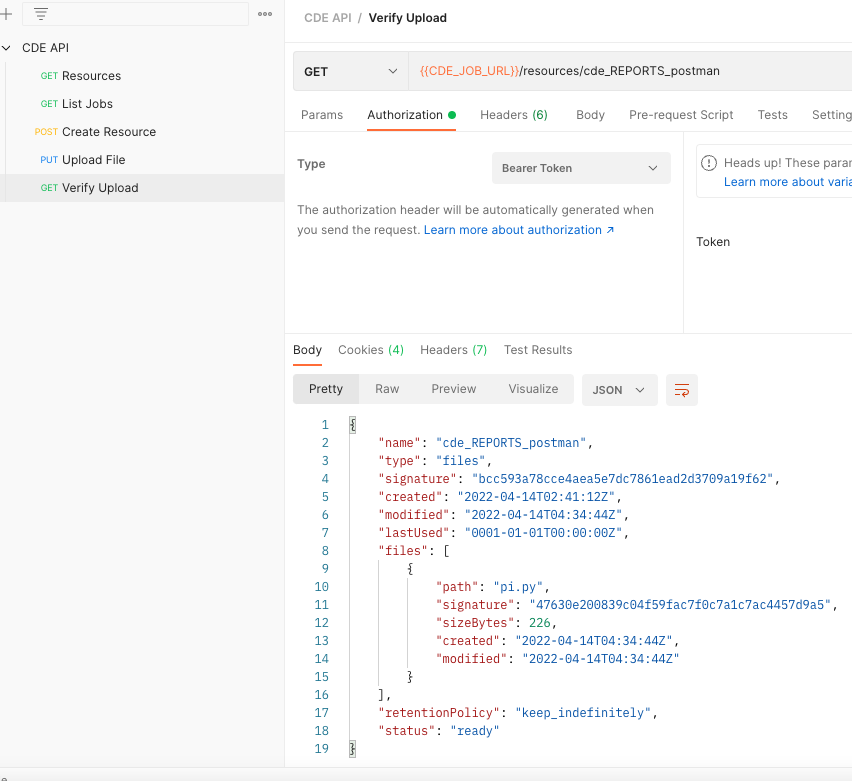 CDE API / Verify Upload
CDE API
GET Resources
GET List Jobs
POST Create Resource
PUT Upload File
GET Verify Upload
GET {{CDE_JOB_URL}}/resources/cde_REPORTS_postman
Params Authorization Headers (6) Body Pre-request Script Tests Setting
Type Bearer Token
The authorization header will be automatically generated when
you send the request. Learn more about authorization ↗
Heads up! These param
Learn more about varia
Token
Body Cookies (4) Headers (7) Test Results
Pretty Raw Preview Visualize JSON
1 {
2 "name": "cde_REPORTS_postman",
3 "type": "files",
4 "signature": "bcc593a78cce4aea5e7dc7861ead2d3709a19f62",
5 "created": "2022-04-14T02:41:12Z",
6 "modified": "2022-04-14T04:34:44Z",
7 "lastUsed": "0001-01-01T00:00:00Z",
8 "files": [
9 {
10 "path": "pi.py",
11 "signature": "47630e200839c04f59fac7f0c7a1c7ac4457d9a5",
12 "sizeBytes": 226,
13 "created": "2022-04-14T04:34:44Z",
14 "modified": "2022-04-14T04:34:44Z"
15 }
16 ],
17 "retentionPolicy": "keep_indefinitely",
18 "status": "ready"
19 }